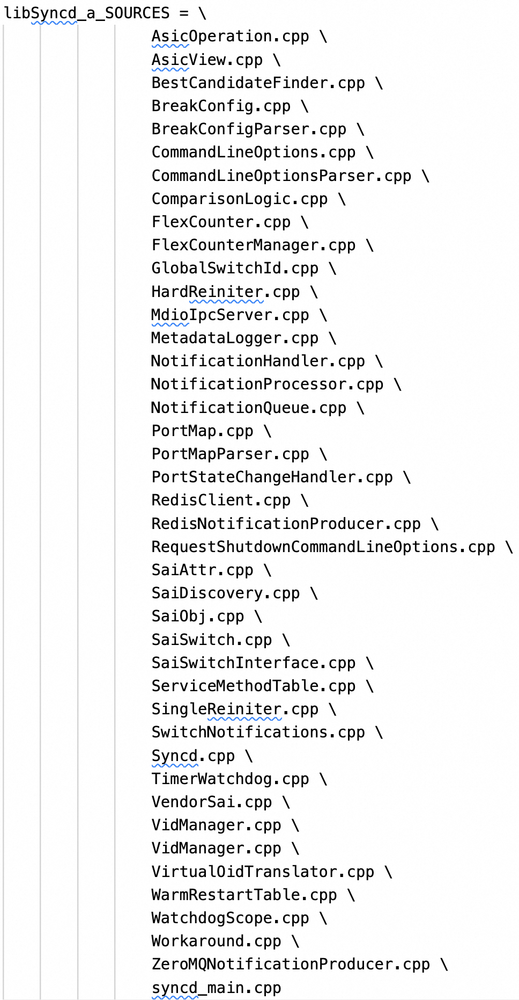 libSyncd_a_SOURCES = \
AsicOperation.cpp \
AsicView.cpp \
BestCandidateFinder.cpp \
BreakConfig.cpp \
BreakConfigParser.cpp \
CommandLineOptions.cpp \
CommandLineOptionsParser.cpp \
ComparisonLogic.cpp \
FlexCounter.cpp \
FlexCounterManager.cpp \
GlobalSwitchId.cpp \
HardReiniter.cpp \
MdioIpcServer.cpp \
MetadataLogger.cpp \
NotificationHandler.cpp \
NotificationProcessor.cpp \
NotificationQueue.cpp \
PortMap.cpp \
PortMapParser.cpp \
PortStateChangeHandler.cpp \
RedisClient.cpp \
RedisNotificationProducer.cpp \
RequestShutdownCommandLineOptions.cpp \
SaiAttr.cpp \
SaiDiscovery.cpp \
SaiObj.cpp \
SaiSwitch.cpp \
SaiSwitchInterface.cpp \
ServiceMethodTable.cpp \
SingleReiniter.cpp \
SwitchNotifications.cpp \
Syncd.cpp \
TimerWatchdog.cpp \
VendorSai.cpp \
VidManager.cpp \
VidManager.cpp \
VirtualOidTranslator.cpp \
WarmRestartTable.cpp \
WatchdogScope.cpp \
Workaround.cpp \
ZeroMQNotificationProducer.cpp \
syncd_main.cpp